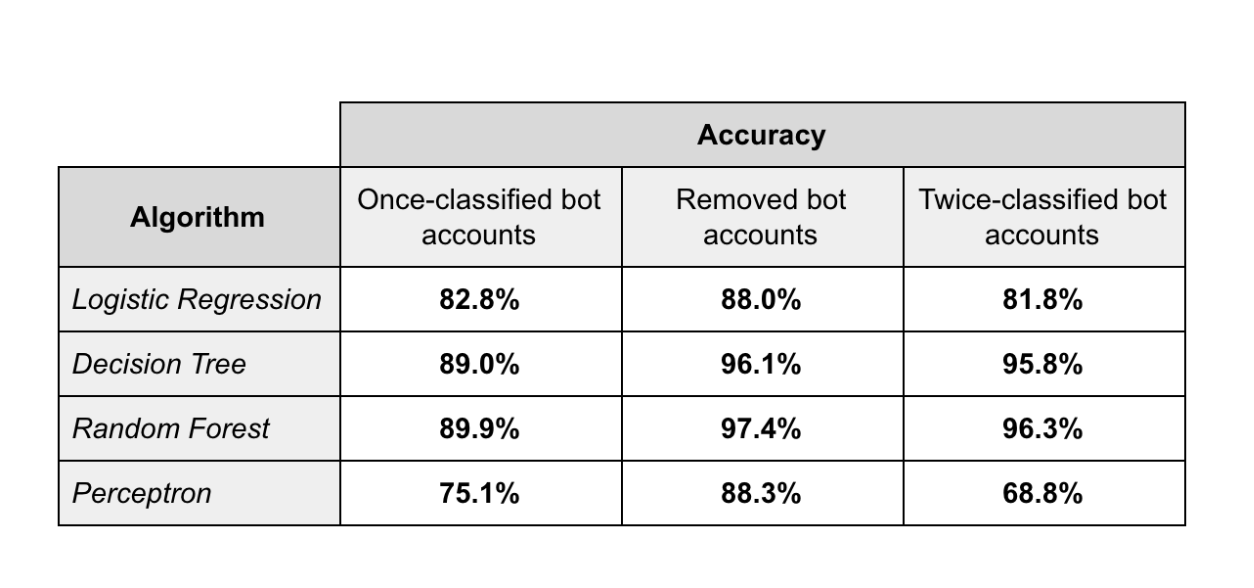 Accuracy
Algorithm
Once-classified bot
accounts
Removed bot
accounts
Twice-classified bot
accounts
Logistic Regression 82.8% 88.0% 81.8%
Decision Tree 89.0% 96.1% 95.8%
Random Forest 89.9% 97.4% 96.3%
Perceptron 75.1% 88.3% 68.8%